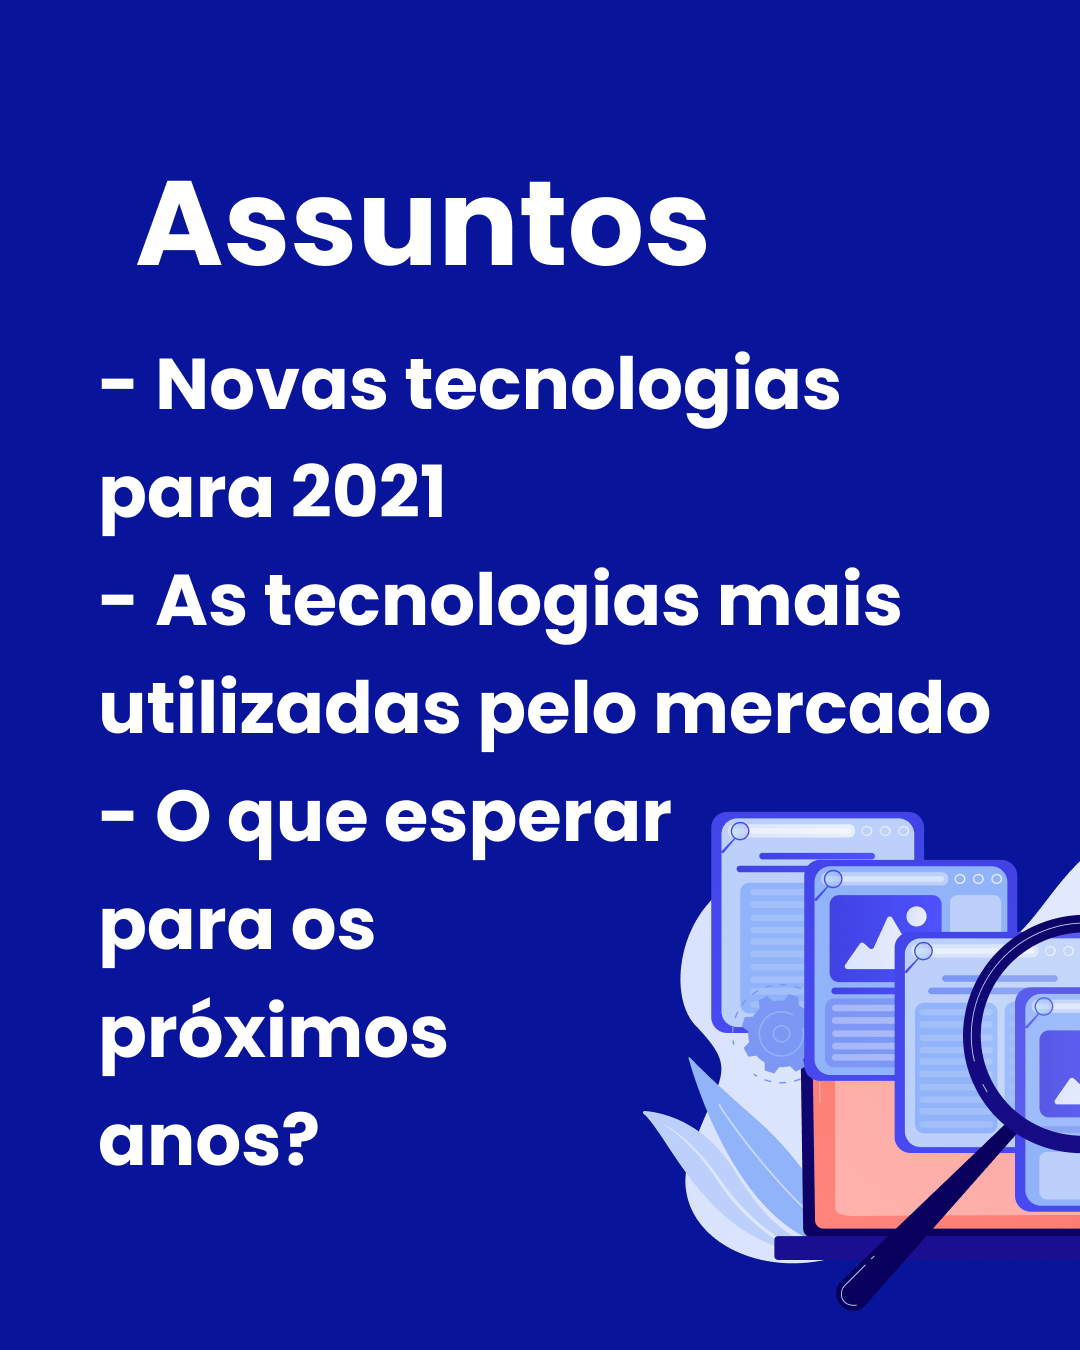 Assuntos
- Novas tecnologias
para 2021
- As tecnologias mais
utilizadas pelo mercado
- O que esperar
para os
próximos
anos?